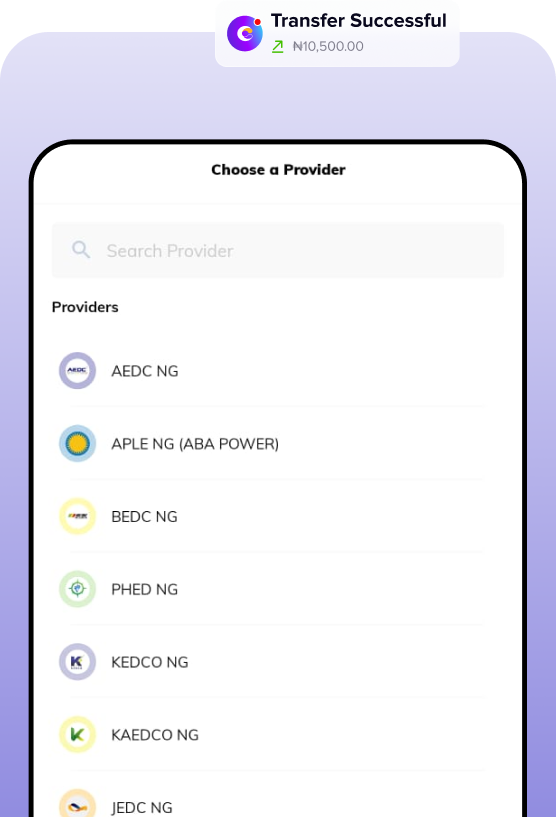 Transfer Successful
₦10,500.00
Choose a Provider
Search Provider
Providers
AEDC
AEDC NG
APLE NG (ABA POWER)
BEDC NG
PHED NG
KEDCO NG
KAEDCO NG
JEDC NG